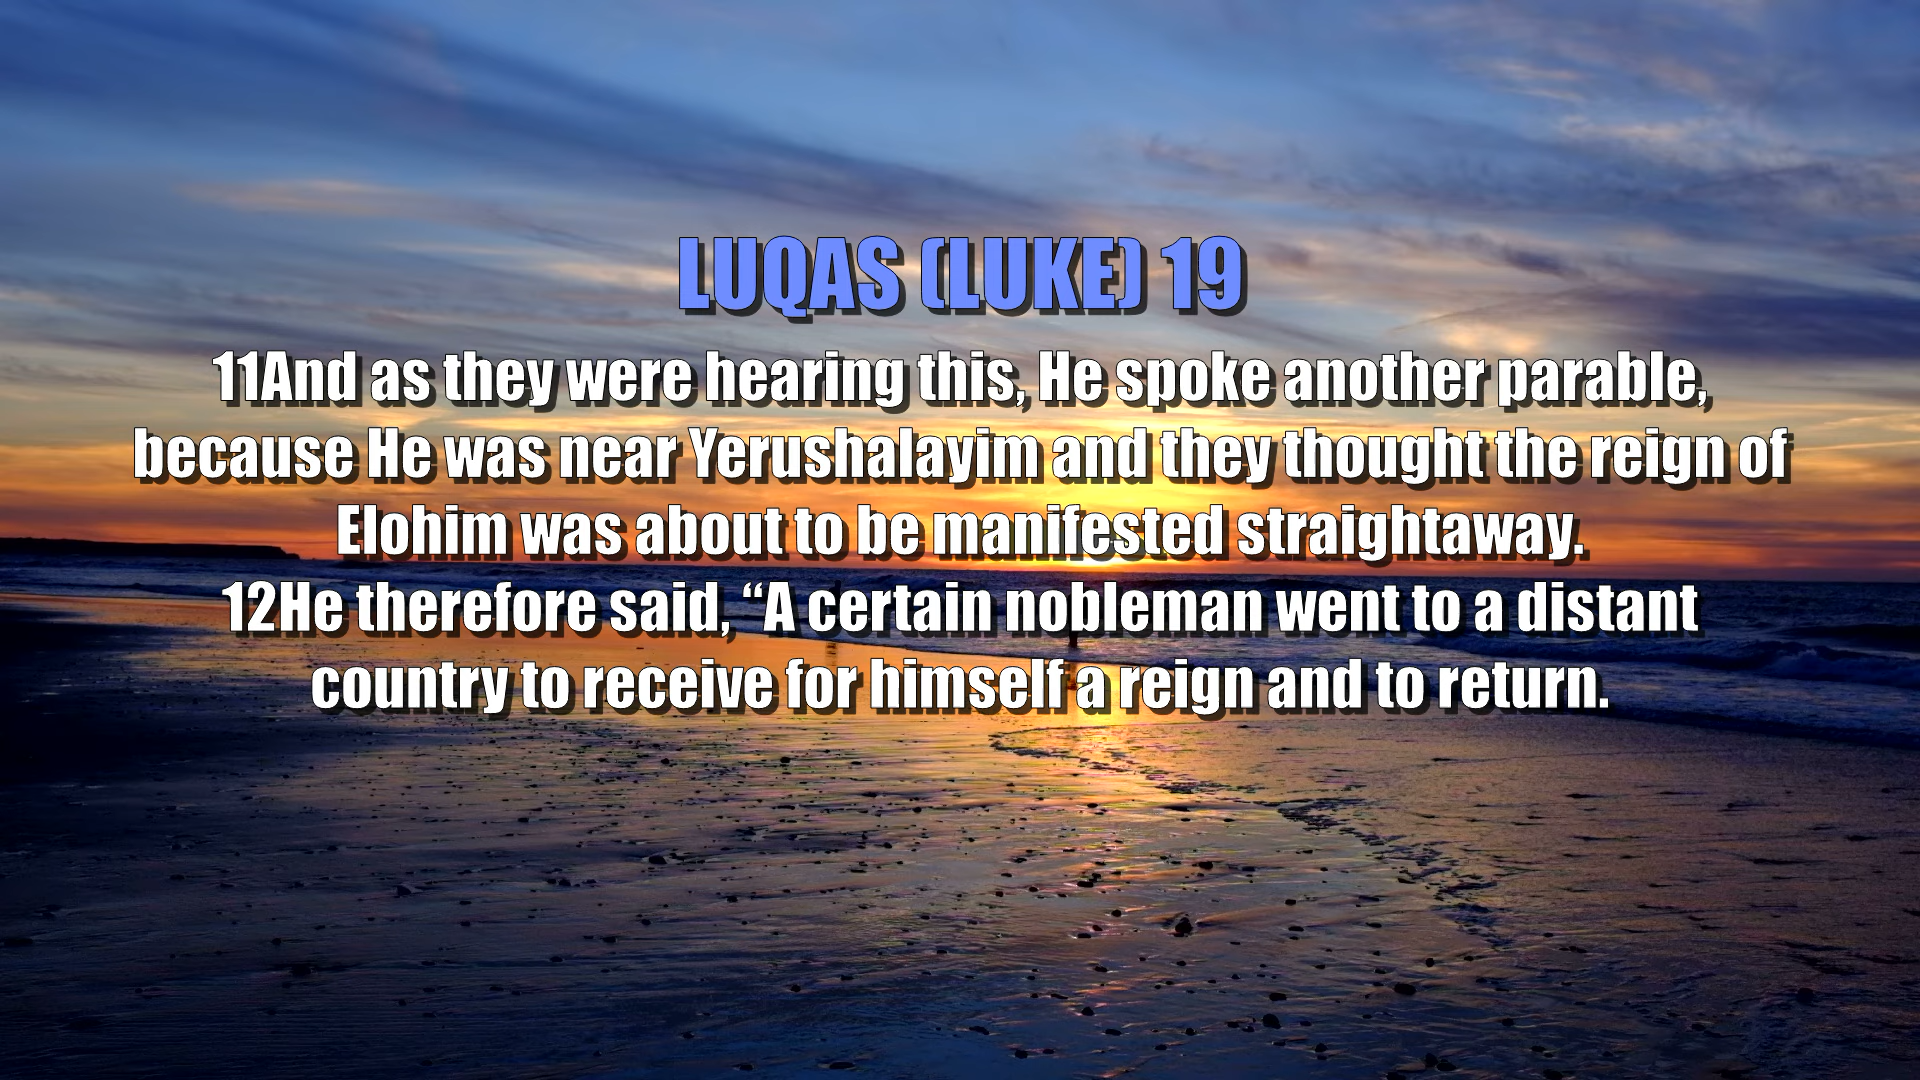 LUQAS (LUKE) 19
11And as they were hearing this, He spoke another parable,
because He was near Yerushalayim and they thought the reign of
Elohim was about to be manifested straightaway.
12He therefore said, “A certain nobleman went to a distant
country to receive for himself a reign and to return.